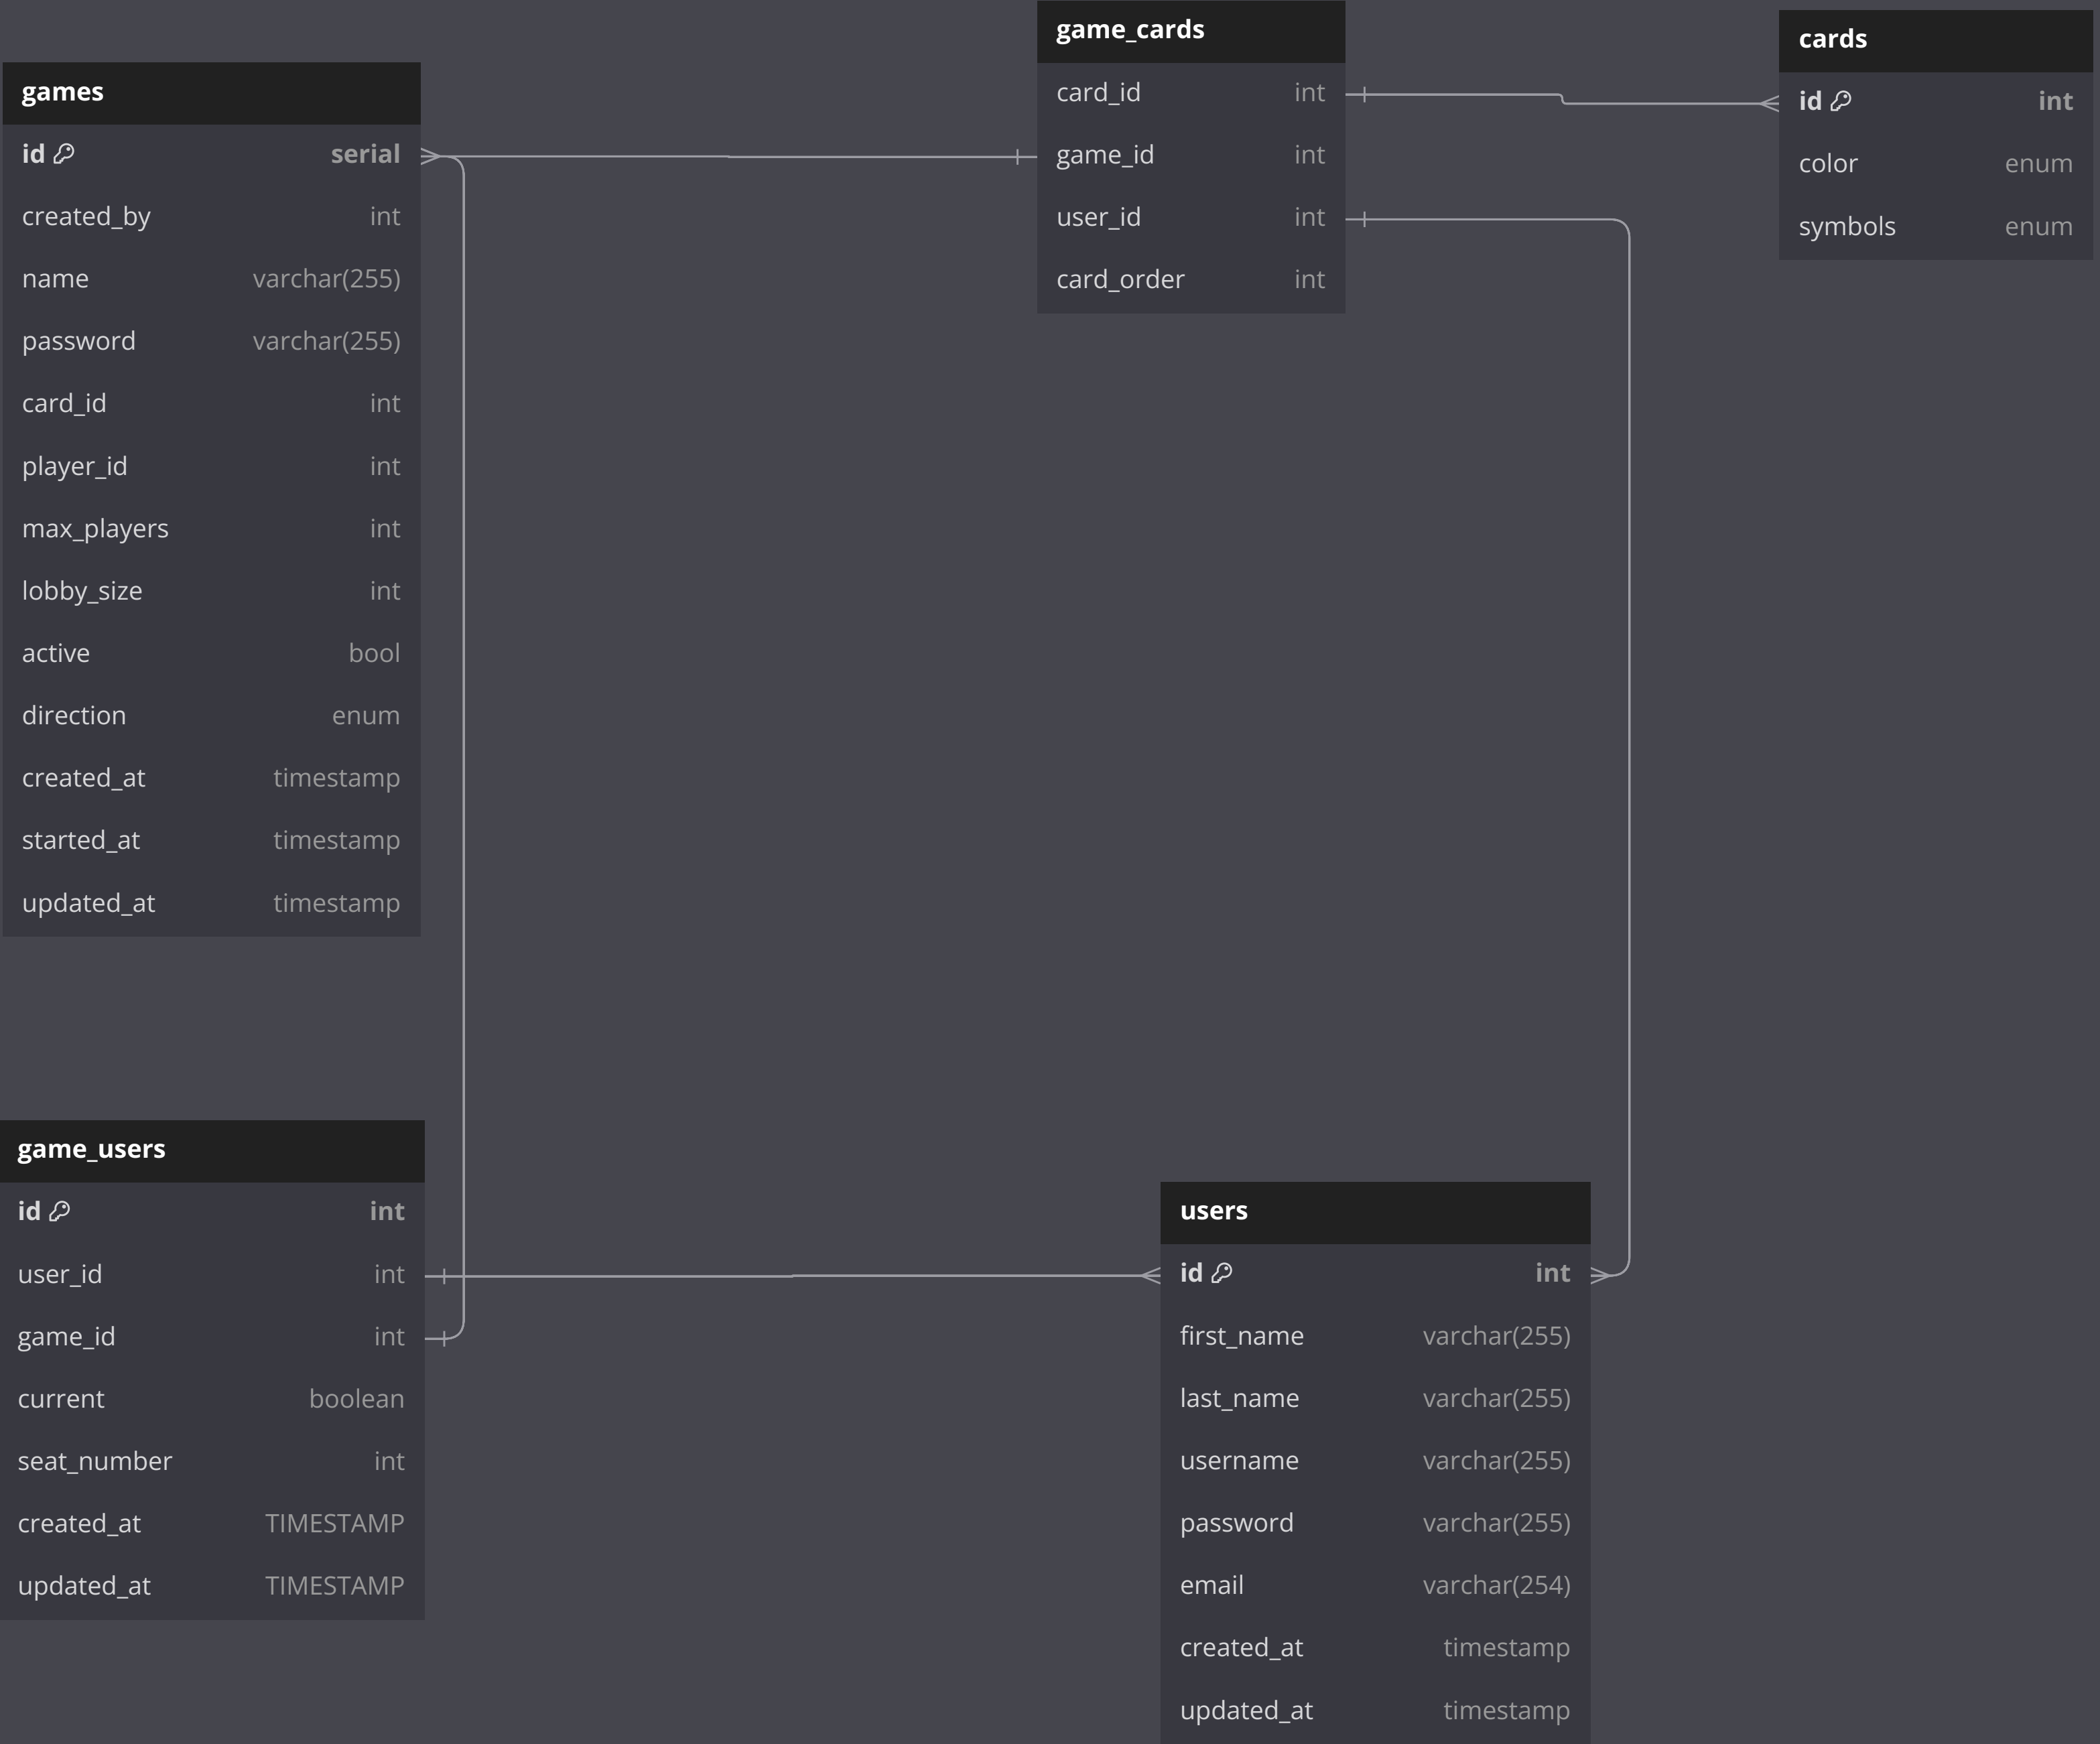 games
id serial
created_by int
name varchar(255)
password varchar(255)
card_id int
player_id int
max_players int
lobby_size int
active bool
direction enum
created_at timestamp
started_at timestamp
updated_at timestamp
game_cards
card_id int
game_id int
user_id int
card_order int
cards
id int
color enum
symbols enum
game_users
id int
user_id int
game_id int
current boolean
seat_number int
created_at TIMESTAMP
updated_at TIMESTAMP
users
id int
first_name varchar(255)
last_name varchar(255)
username varchar(255)
password varchar(255)
email varchar(254)
created_at timestamp
updated_at timestamp